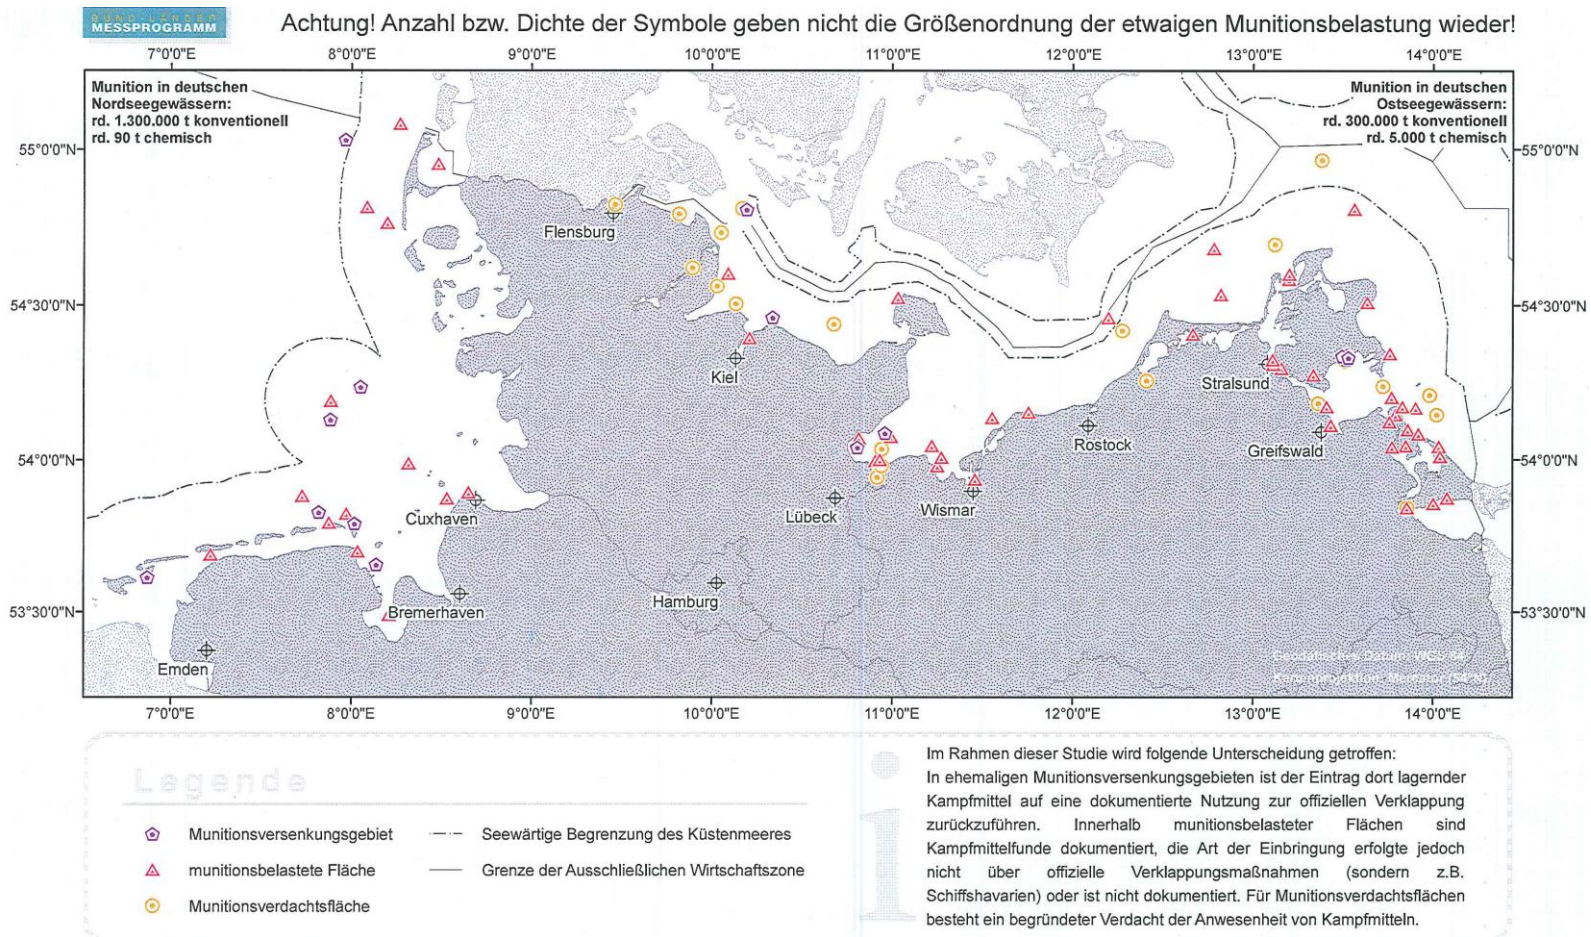 BUND-LÄNDER
MESSPROGRAMM
Achtung! Anzahl bzw. Dichte der Symbole geben nicht die Größenordnung der etwaigen Munitionsbelastung wieder!
7°0'0"E 8°0'0"E 9°0'0"E 10°0'0"E 11°0'0"E 12°0'0"E 13°0'0"E 14°0'0"E
Munition in deutschen
Nordseegewässern:
rd. 1.300.000 t konventionell
rd. 90 t chemisch
Munition in deutschen
Ostseegewässern:
rd. 300.000 t konventionell
rd. 5.000 t chemisch
55°0'0"N 55°0'0"N
Flensburg
54°30'0"N 54°30'0"N
Kiel
Stralsund
Rostock
Greifswald
54°0'0"N 54°0'0"N
Cuxhaven
Lübeck
Wismar
Hamburg
Bremerhaven
53°30'0"N 53°30'0"N
Emden
Geodätisches Datum: WGS 84
Kartenprojektion: Mercator (54°N)
7°0'0"E 8°0'0"E 9°0'0"E 10°0'0"E 11°0'0"E 12°0'0"E 13°0'0"E 14°0'0"E
Legende
Munitionsversenkungsgebiet
munitionsbelastete Fläche
Munitionsverdachtsfläche
Seewärtige Begrenzung des Küstenmeeres
Grenze der Ausschließlichen Wirtschaftszone
i
Im Rahmen dieser Studie wird folgende Unterscheidung getroffen:
In ehemaligen Munitionsversenkungsgebieten ist der Eintrag dort lagernder
Kampfmittel auf eine dokumentierte Nutzung zur offiziellen Verklappung
zurückzuführen. Innerhalb munitionsbelasteter Flächen sind
Kampfmittelfunde dokumentiert, die Art der Einbringung erfolgte jedoch
nicht über offizielle Verklappungsmaßnahmen (sondern z.B.
Schiffshavarien) oder ist nicht dokumentiert. Für Munitionsverdachtsflächen
besteht ein begründeter Verdacht der Anwesenheit von Kampfmitteln.